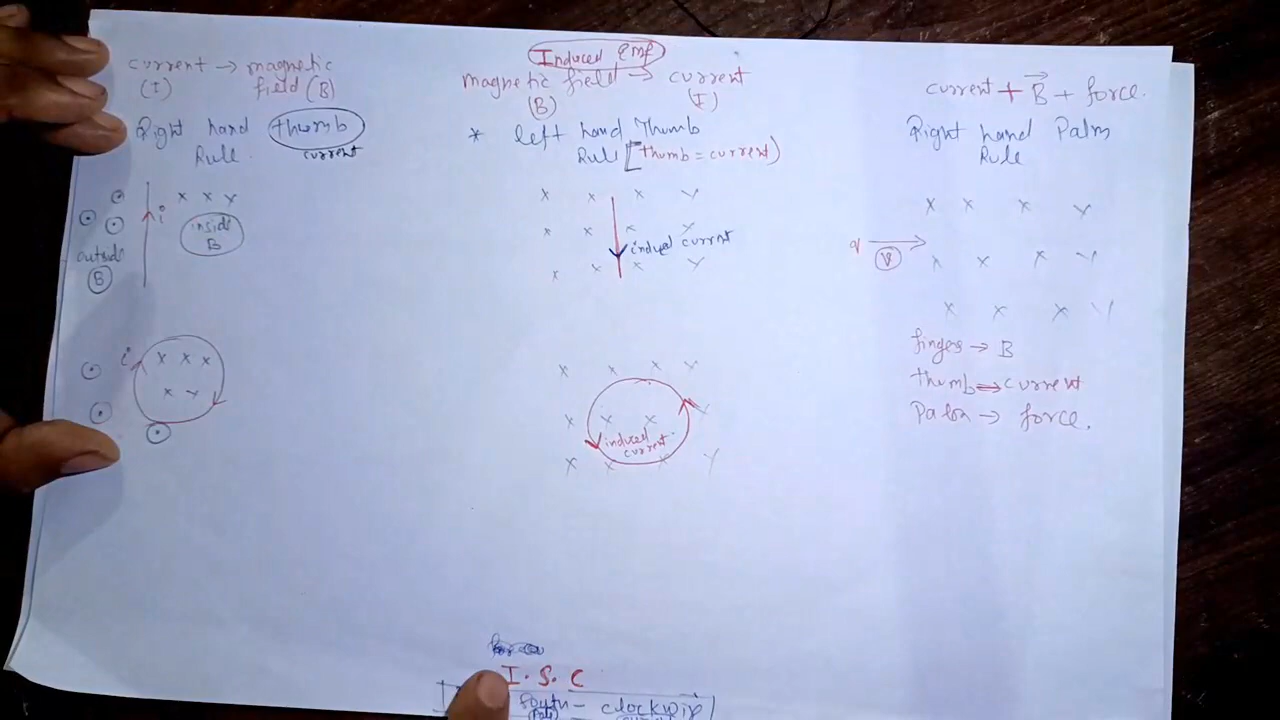 current → magnetic
(I) field (B)
Right hand thumb
current
Rule.
i
inside
B
outside
B
i
Induced emf
magnetic field → current
(B) (I)
* left hand Thumb
Rule [thumb = current)
induced current
induced
current
current + B + force.
Right hand Palm
Rule
q → V
fingers → B
thumb → current
Palm → force.
I.S.C
South - clockwise